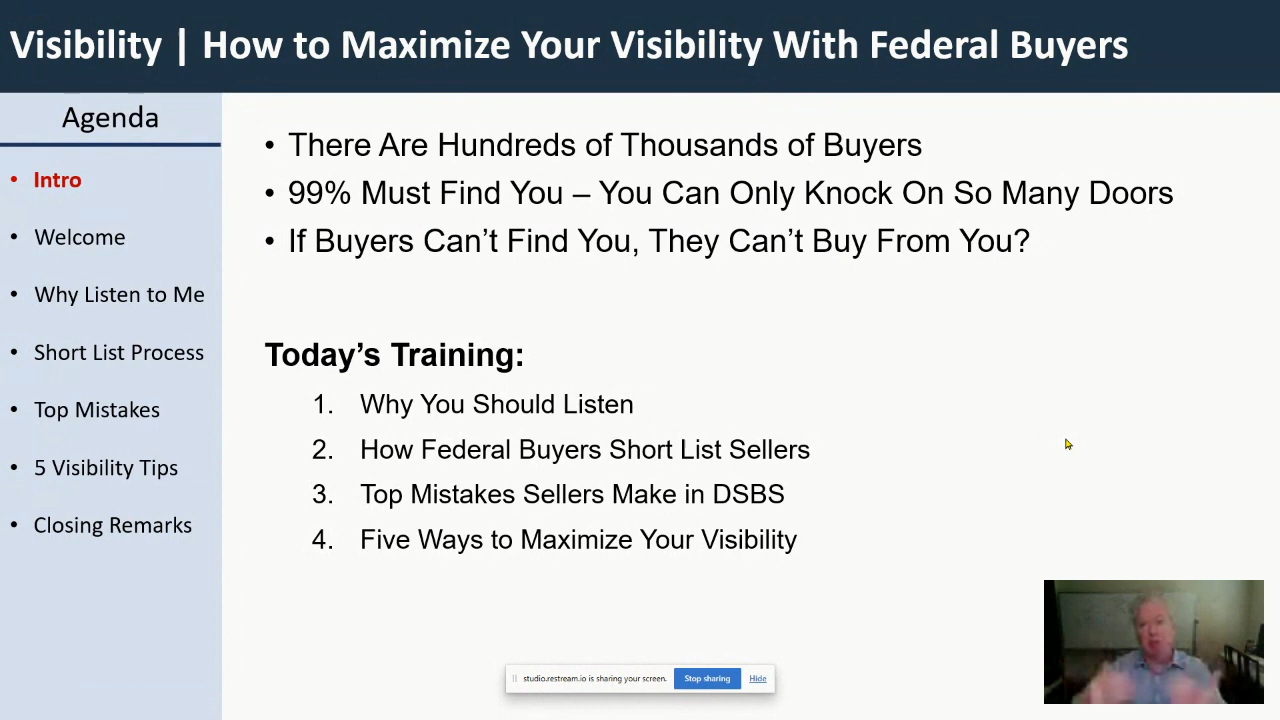 Visibility | How to Maximize Your Visibility With Federal Buyers
Agenda
• Intro
• Welcome
• Why Listen to Me
• Short List Process
• Top Mistakes
• 5 Visibility Tips
• Closing Remarks
• There Are Hundreds of Thousands of Buyers
• 99% Must Find You – You Can Only Knock On So Many Doors
• If Buyers Can’t Find You, They Can’t Buy From You?
Today’s Training:
1. Why You Should Listen
2. How Federal Buyers Short List Sellers
3. Top Mistakes Sellers Make in DSBS
4. Five Ways to Maximize Your Visibility
studio.restream.io is sharing your screen. Stop sharing Hide